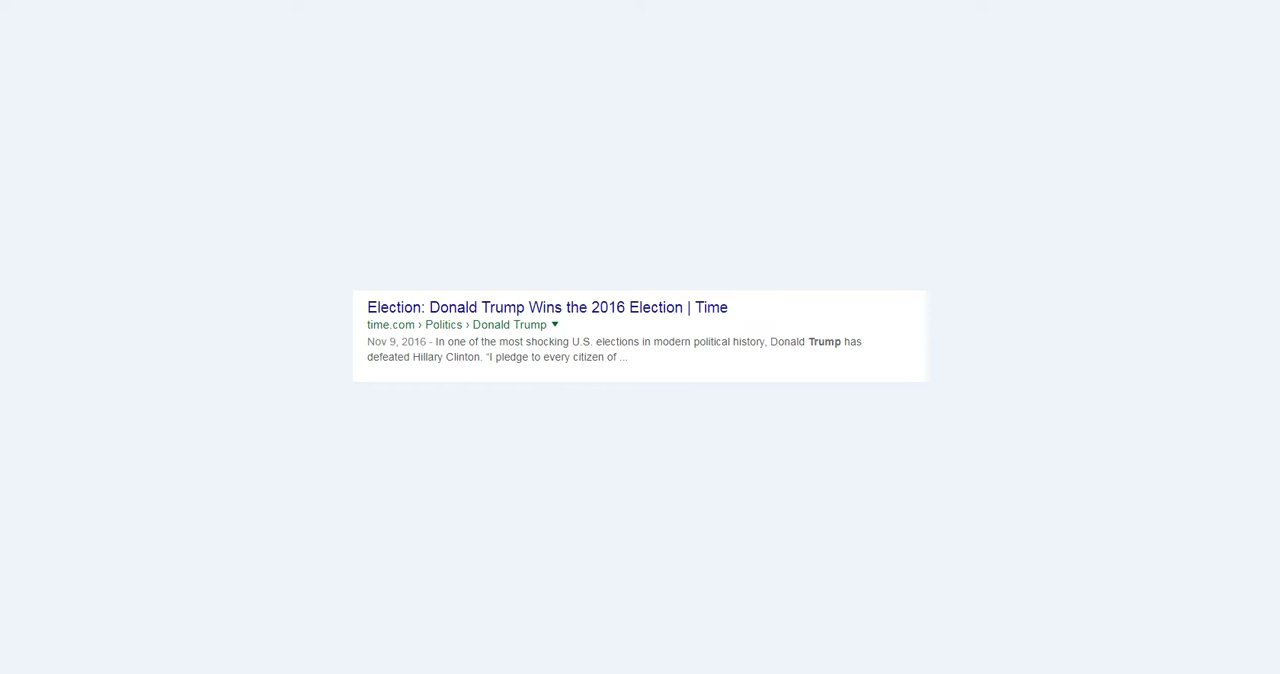 Election: Donald Trump Wins the 2016 Election | Time
time.com › Politics › Donald Trump ▼
Nov 9, 2016 - In one of the most shocking U.S. elections in modern political history, Donald Trump has
defeated Hillary Clinton. "I pledge to every citizen of ...